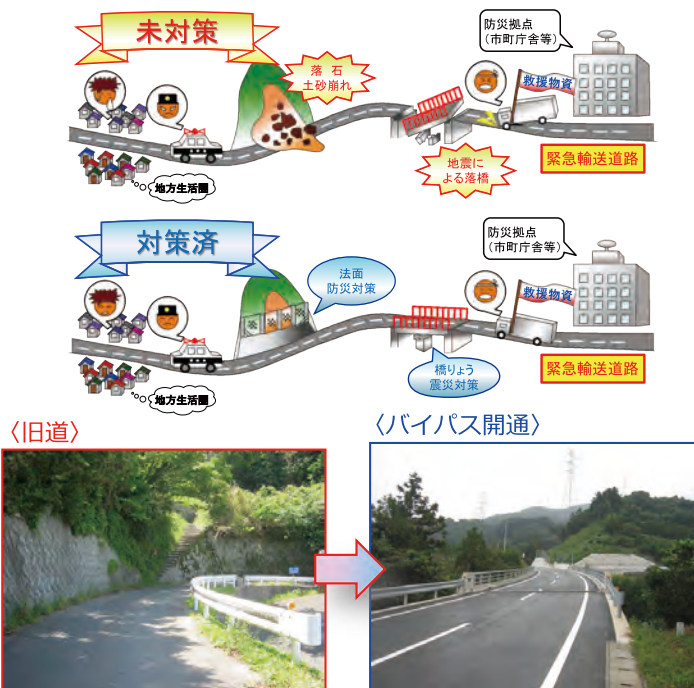 未対策
落石
土砂崩れ
防災拠点
（市町庁舎等）
救援物資
地震に
よる落橋
緊急輸送道路
地方生活圏
対策済
法面
防災対策
防災拠点
（市町庁舎等）
救援物資
橋りょう
震災対策
緊急輸送道路
地方生活圏
〈旧道〉
〈バイパス開通〉